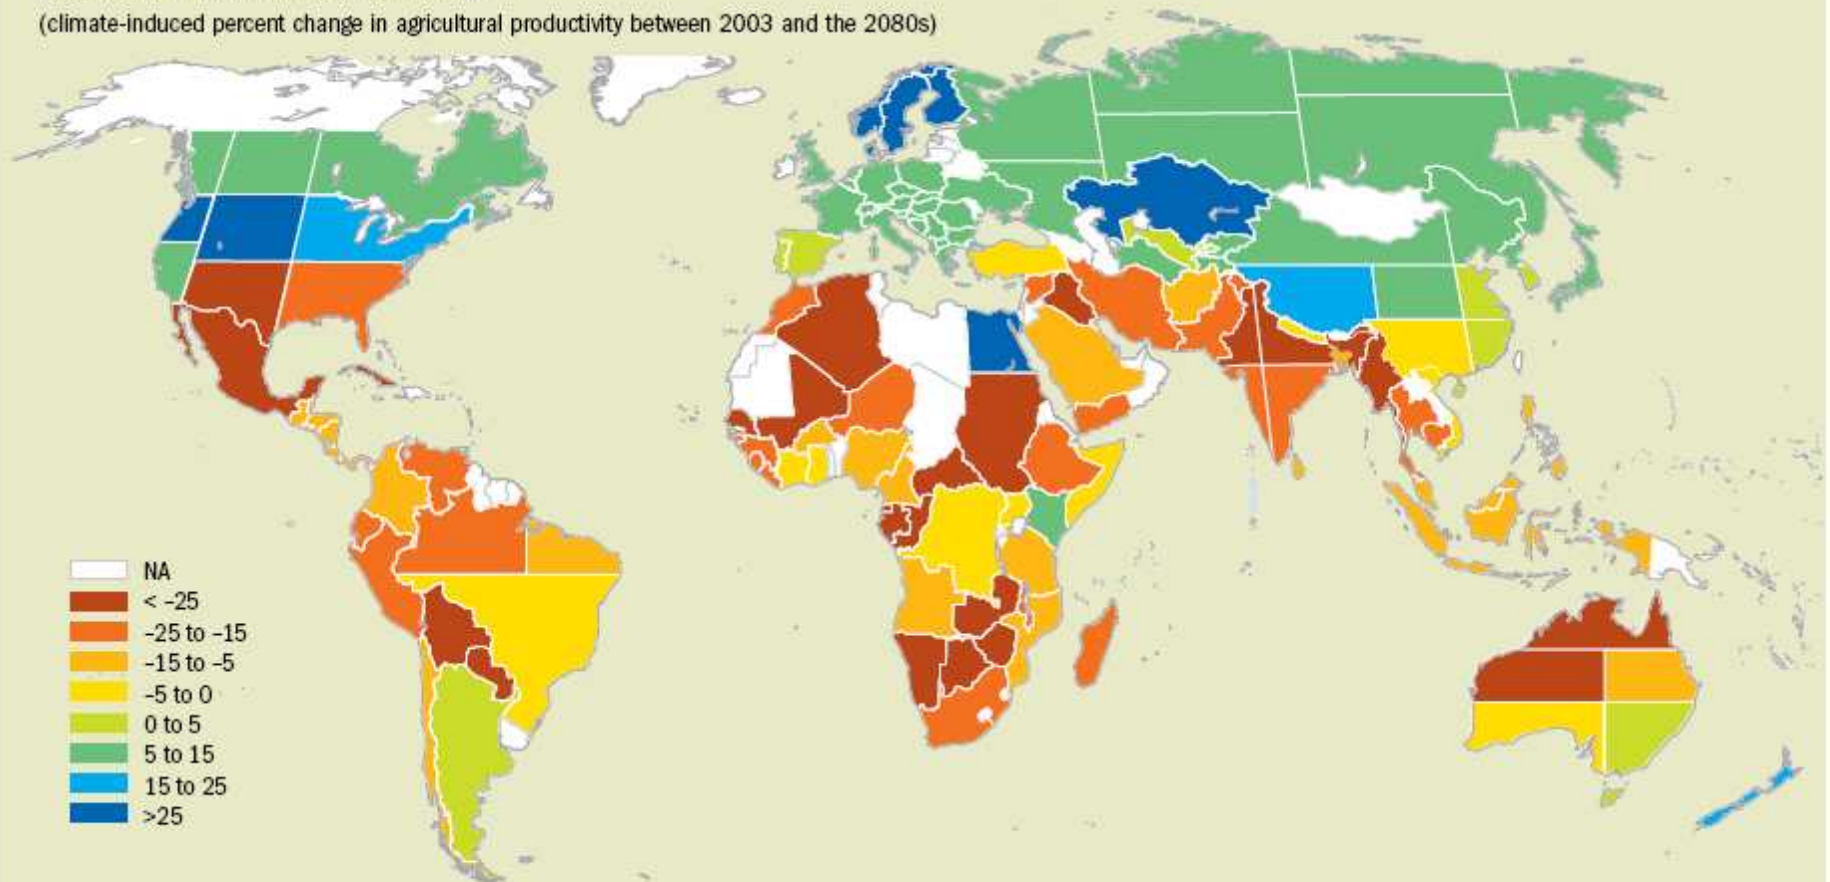 (climate-induced percent change in agricultural productivity between 2003 and the 2080s)
NA
< –25
–25 to –15
–15 to –5
–5 to 0
0 to 5
5 to 15
15 to 25
>25